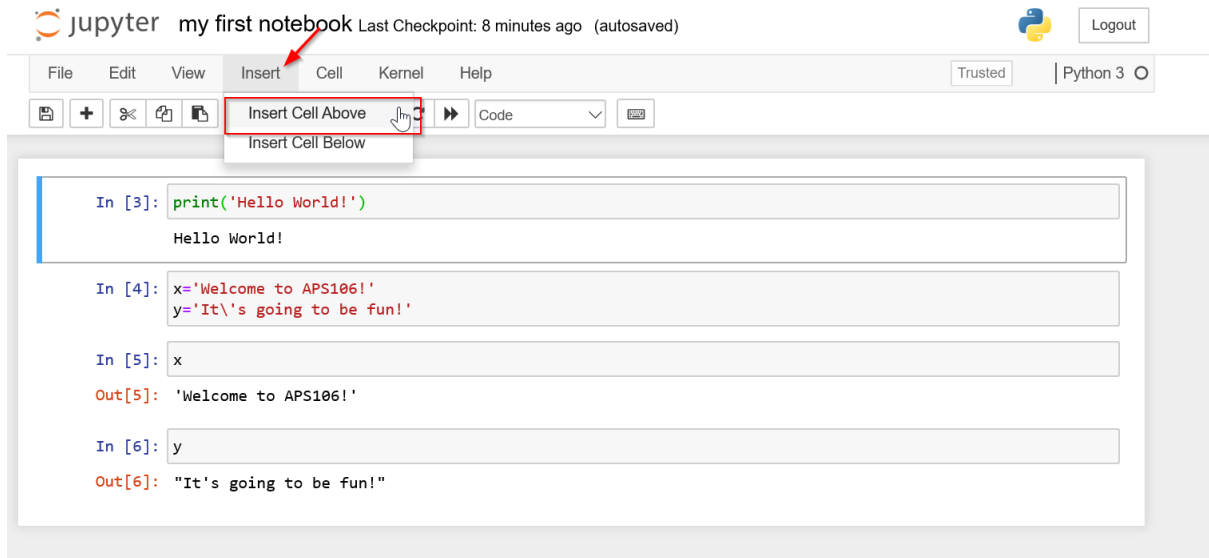 jupyter my first notebook Last Checkpoint: 8 minutes ago (autosaved) Logout
File Edit View Insert Cell Kernel Help Trusted Python 3
Insert Cell Above Code
Insert Cell Below
In [3]: print('Hello World!')
Hello World!
In [4]: x='Welcome to APS106!'
y='It\'s going to be fun!'
In [5]: x
Out[5]: 'Welcome to APS106!'
In [6]: y
Out[6]: "It's going to be fun!"